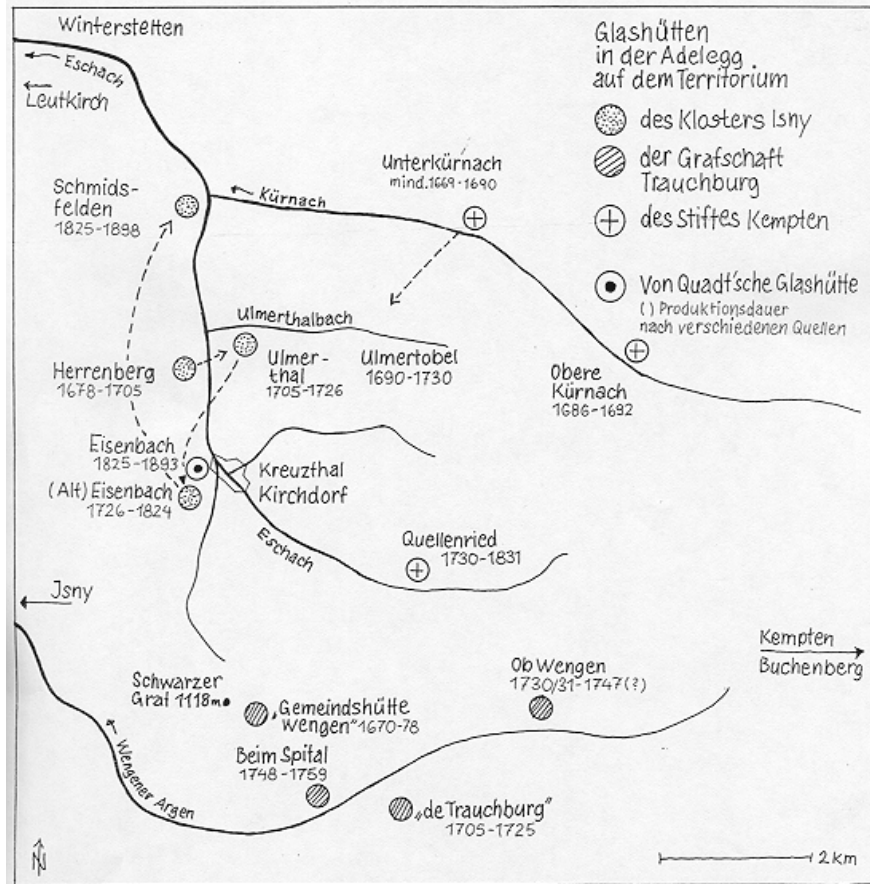 Winterstetten
Eschach
Leutkirch
Glashütten
in der Adelegg
auf dem Territorium
des Klosters Isny
der Grafschaft
Trauchburg
des Stiftes Kempten
Von Quadt'sche Glashütte
( ) Produktionsdauer
nach verschiedenen Quellen
Unterkürnach
mind. 1669-1690
Kürnach
Schmids-
felden
1825-1898
Ulmerthalbach
Herrenberg
1678-1705
Ulmer-
thal
1705-1726
Ulmertobel
1690-1730
Obere
Kürnach
1686-1692
Eisenbach
1825-1893
(Alt) Eisenbach
1726-1824
Kreuzthal
Kirchdorf
Eschach
Quellenried
1730-1831
Isny
Kempten
Buchenberg
Schwarzer
Grat 1118m
„Gemeindshütte
Wengen" 1670-78
Ob Wengen
1730/31-1747(?)
Beim Spital
1748-1759
Wengener Argen
„de Trauchburg"
1705-1725
N
2 km